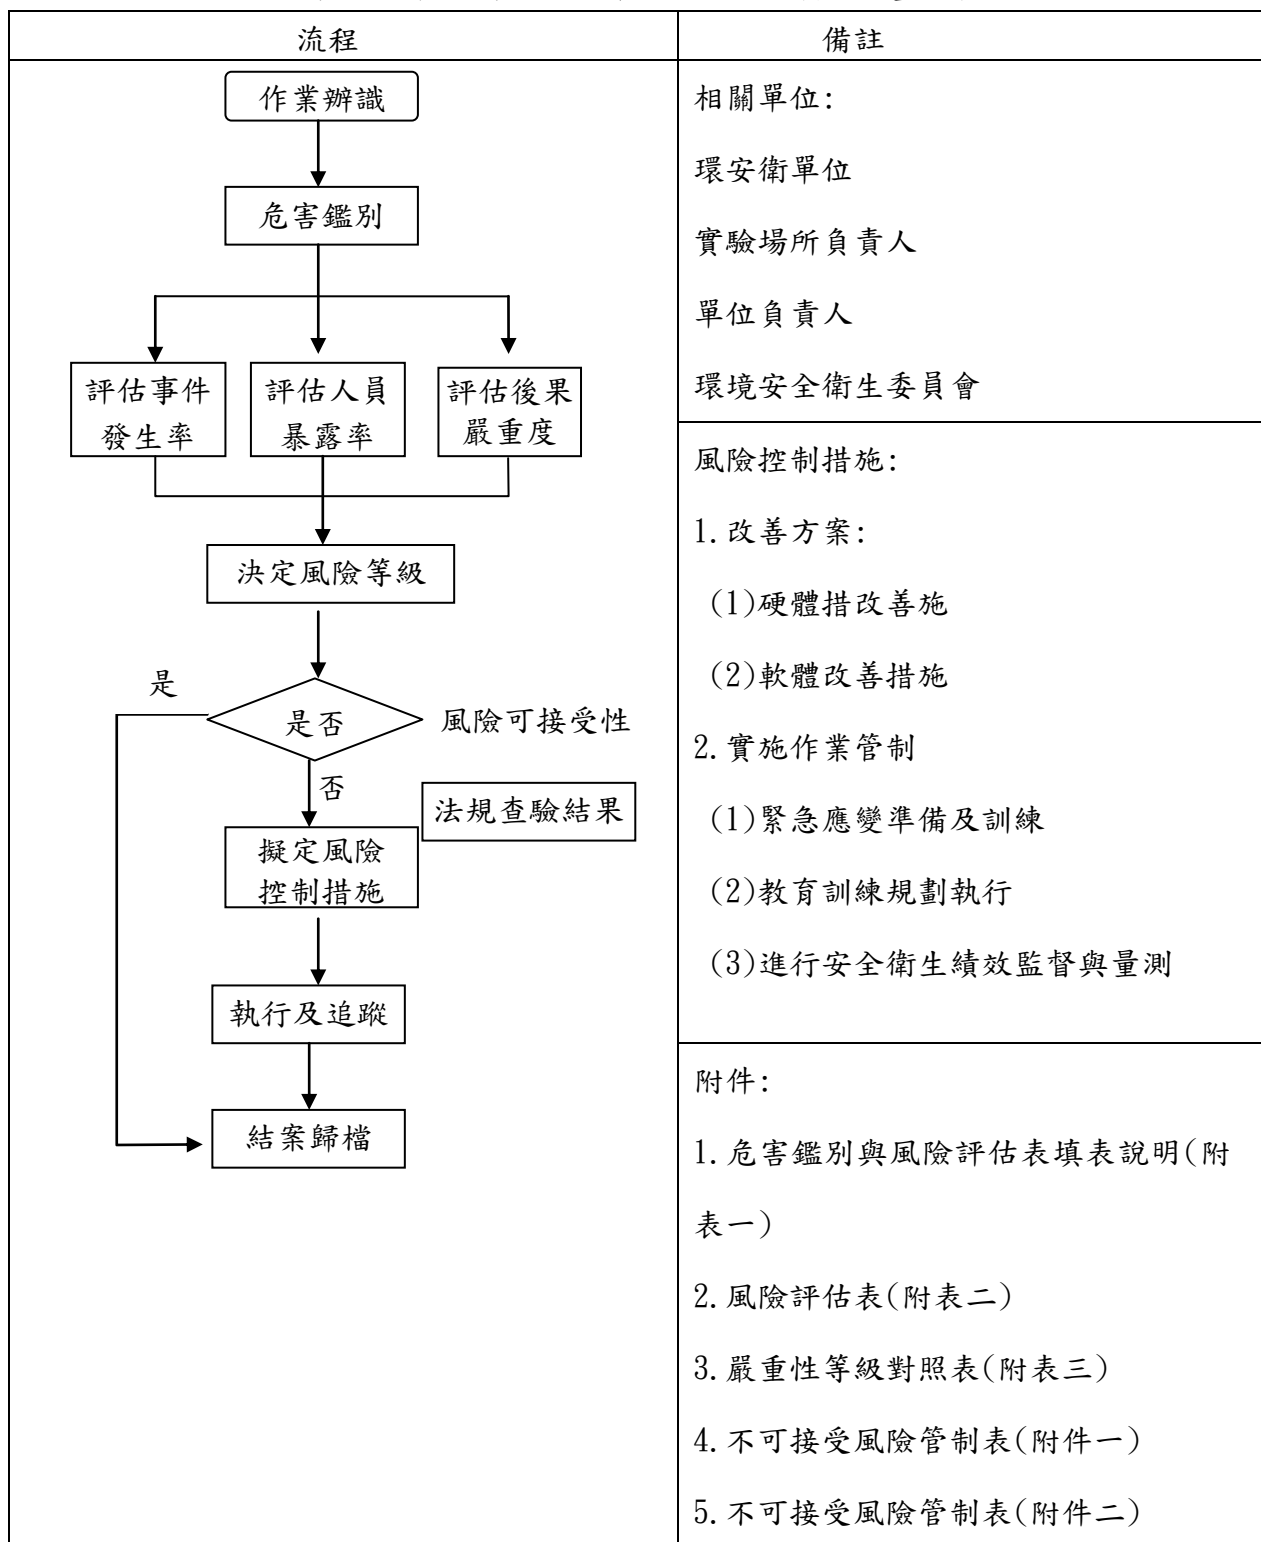 流程
備註
作業辨識
危害鑑別
評估事件
發生率
評估人員
暴露率
評估後果
嚴重度
決定風險等級
是
是否
風險可接受性
否
法規查驗結果
擬定風險
控制措施
執行及追蹤
結案歸檔
相關單位:
環安衛單位
實驗場所負責人
單位負責人
環境安全衛生委員會
風險控制措施:
1.改善方案:
(1)硬體措改善施
(2)軟體改善措施
2.實施作業管制
(1)緊急應變準備及訓練
(2)教育訓練規劃執行
(3)進行安全衛生績效監督與量測
附件:
1.危害鑑別與風險評估表填表說明(附
表一)
2.風險評估表(附表二)
3.嚴重性等級對照表(附表三)
4.不可接受風險管制表(附件一)
5.不可接受風險管制表(附件二)